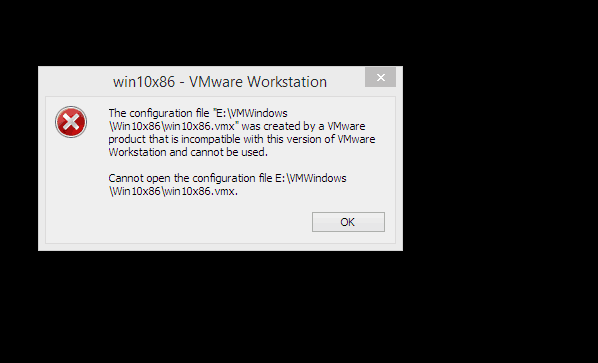 win10x86 - VMware Workstation
The configuration file "E:\VMWindows
\Win10x86\win10x86.vmx" was created by a VMware
product that is incompatible with this version of VMware
Workstation and cannot be used.
Cannot open the configuration file E:\VMWindows
\Win10x86\win10x86.vmx.
OK